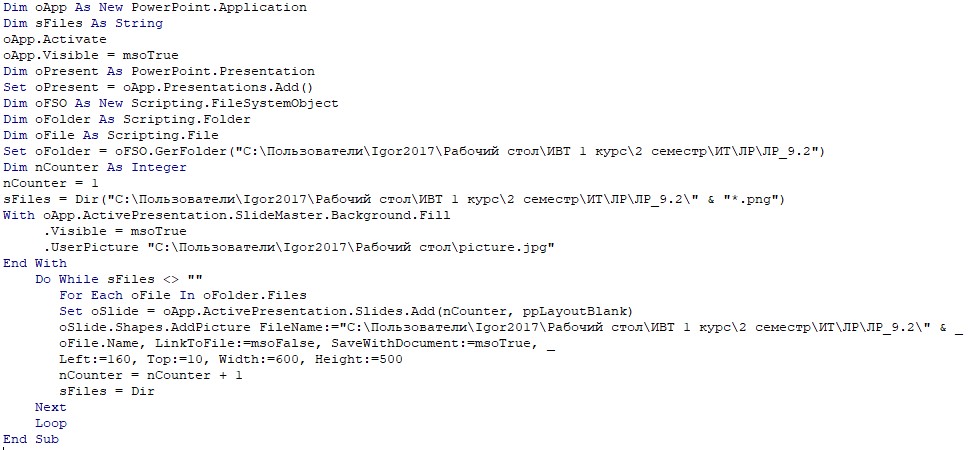 Dim oApp As New PowerPoint.Application
Dim sFiles As String
oApp.Activate
oApp.Visible = msoTrue
Dim oPresent As PowerPoint.Presentation
Set oPresent = oApp.Presentations.Add()
Dim oFSO As New Scripting.FileSystemObject
Dim oFolder As Scripting.Folder
Dim oFile As Scripting.File
Set oFolder = oFSO.GerFolder("C:\Пользователи\Igor2017\Рабочий стол\ИВТ 1 курс\2 семестр\ИТ\ЛР\ЛР_9.2")
Dim nCounter As Integer
nCounter = 1
sFiles = Dir("C:\Пользователи\Igor2017\Рабочий стол\ИВТ 1 курс\2 семестр\ИТ\ЛР\ЛР_9.2\" & "*.png")
With oApp.ActivePresentation.SlideMaster.Background.Fill
.Visible = msoTrue
.UserPicture "C:\Пользователи\Igor2017\Рабочий стол\picture.jpg"
End With
Do While sFiles <> ""
For Each oFile In oFolder.Files
Set oSlide = oApp.ActivePresentation.Slides.Add(nCounter, ppLayoutBlank)
oSlide.Shapes.AddPicture FileName:="C:\Пользователи\Igor2017\Рабочий стол\ИВТ 1 курс\2 семестр\ИТ\ЛР\ЛР_9.2\" & _
oFile.Name, LinkToFile:=msoFalse, SaveWithDocument:=msoTrue, _
Left:=160, Top:=10, Width:=600, Height:=500
nCounter = nCounter + 1
sFiles = Dir
Next
Loop
End Sub